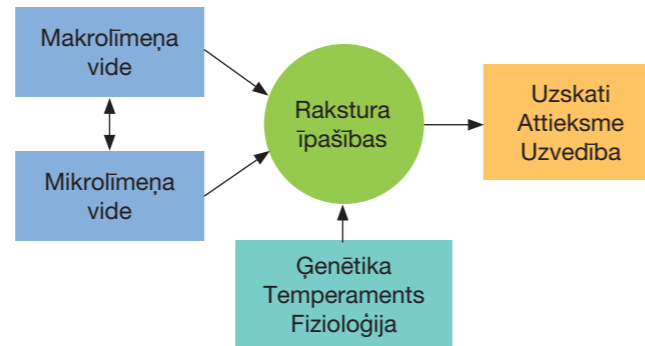 Makrolīmeņa
vide
Mikrolīmeņa
vide
Rakstura
īpašības
Uzskati
Attieksme
Uzvedība
Ģenētika
Temperaments
Fizioloģija